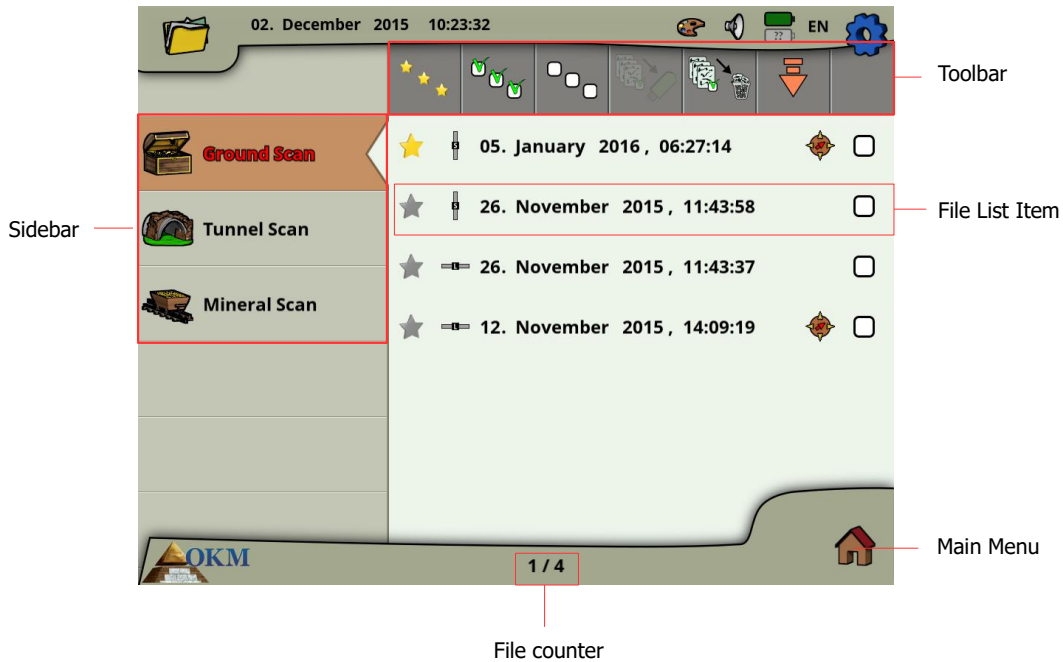 02. December 2015 10:23:32
?? EN
Toolbar
Ground Scan
05. January 2016, 06:27:14
Sidebar
Tunnel Scan
26. November 2015, 11:43:58
File List Item
26. November 2015, 11:43:37
Mineral Scan
12. November 2015, 14:09:19
OKM
1 / 4
Main Menu
File counter